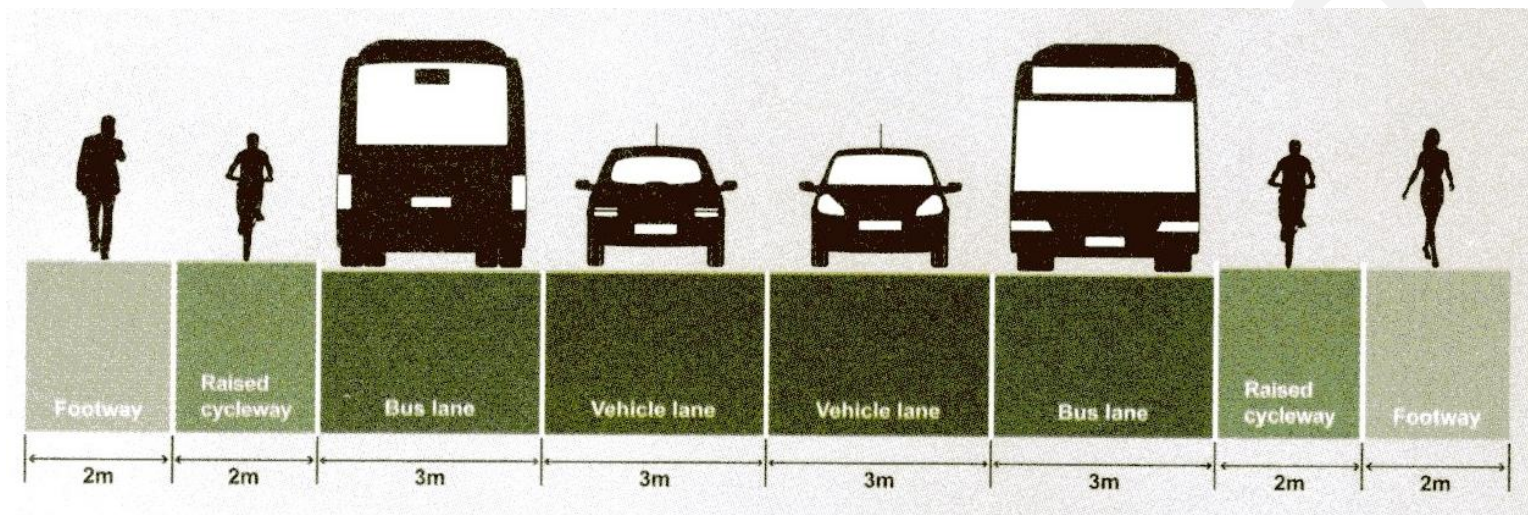 Footway
Raised
cycleway
Bus lane
Vehicle lane
Vehicle lane
Bus lane
Raised
cycleway
Footway
2m
2m
3m
3m
3m
3m
2m
2m